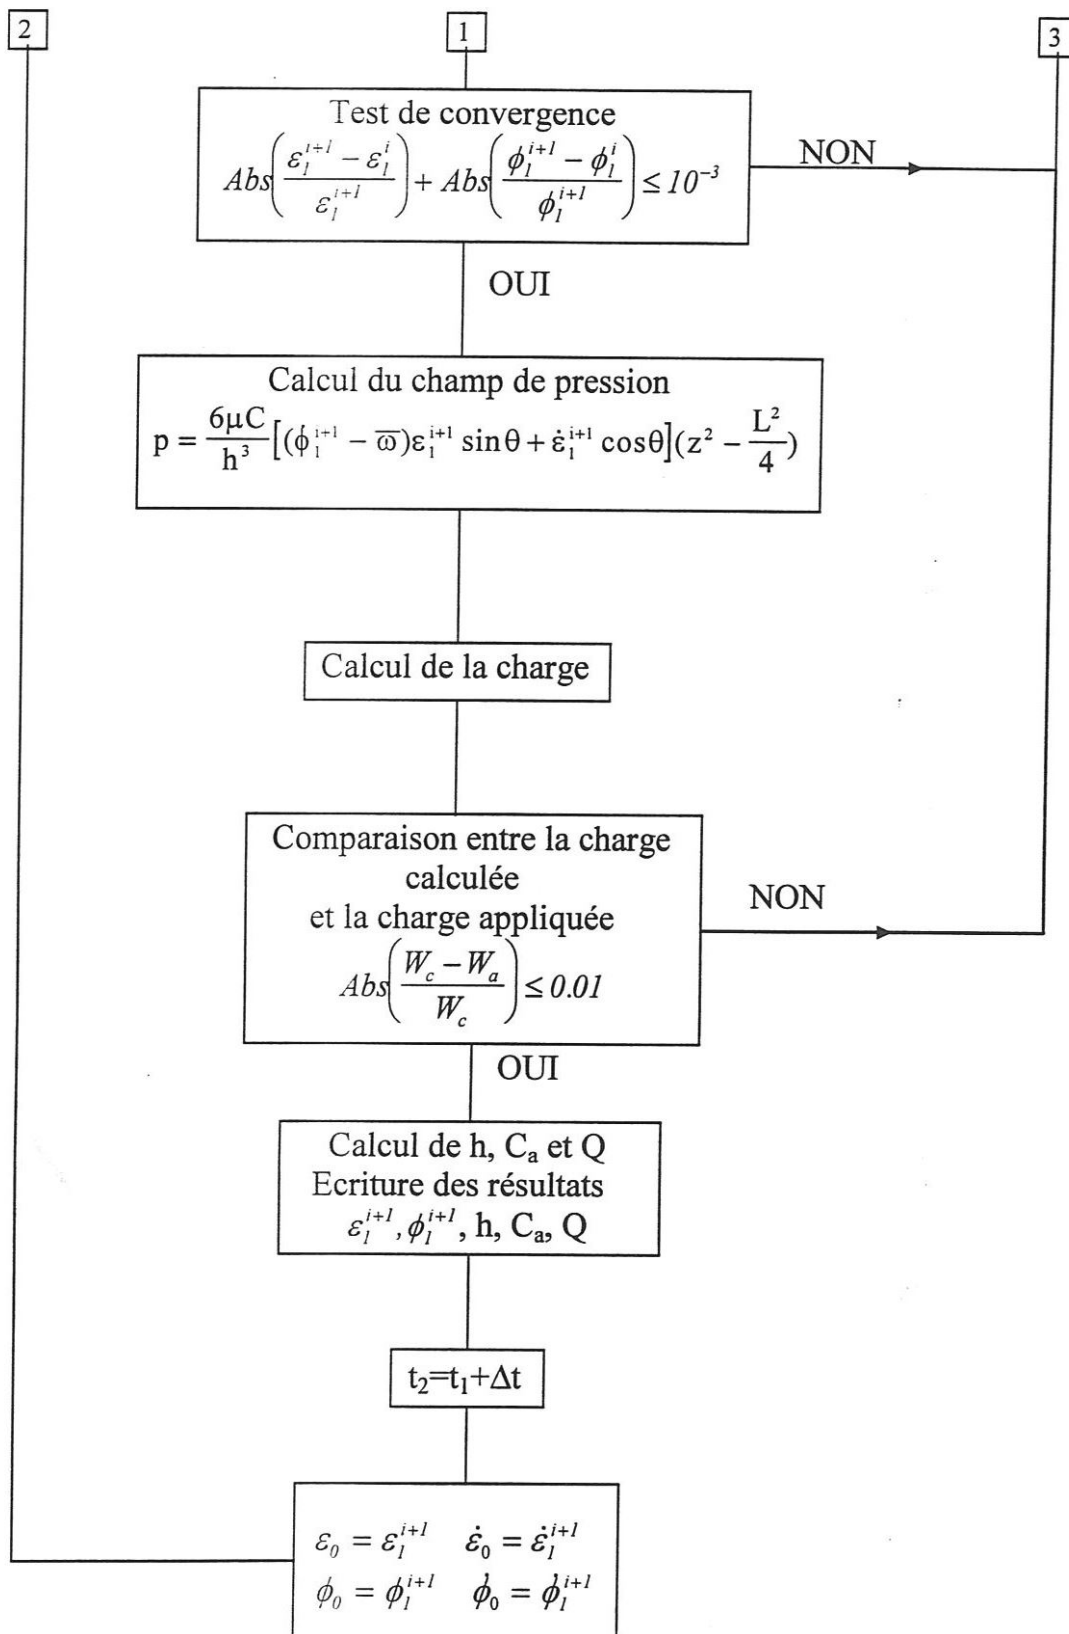 2
1
3
Test de convergence
Abs((ε₁^{i+1} − ε₁^{i}) / ε₁^{i+1}) + Abs((ϕ₁^{i+1} − ϕ₁^{i}) / ϕ₁^{i+1}) ≤ 10⁻³
NON
OUI
Calcul du champ de pression
p = (6μC / h³) [(ϕ̇₁^{i+1} − ω̅)ε₁^{i+1} sinθ + ε̇₁^{i+1} cosθ](z² − L²/4)
Calcul de la charge
Comparaison entre la charge
calculée
et la charge appliquée
Abs((W_c − W_a) / W_c) ≤ 0.01
NON
OUI
Calcul de h, Cₐ et Q
Ecriture des résultats
ε₁^{i+1}, ϕ₁^{i+1}, h, Cₐ, Q
t₂=t₁+Δt
ε₀ = ε₁^{i+1} ε̇₀ = ε̇₁^{i+1}
ϕ₀ = ϕ₁^{i+1} ϕ̇₀ = ϕ̇₁^{i+1}